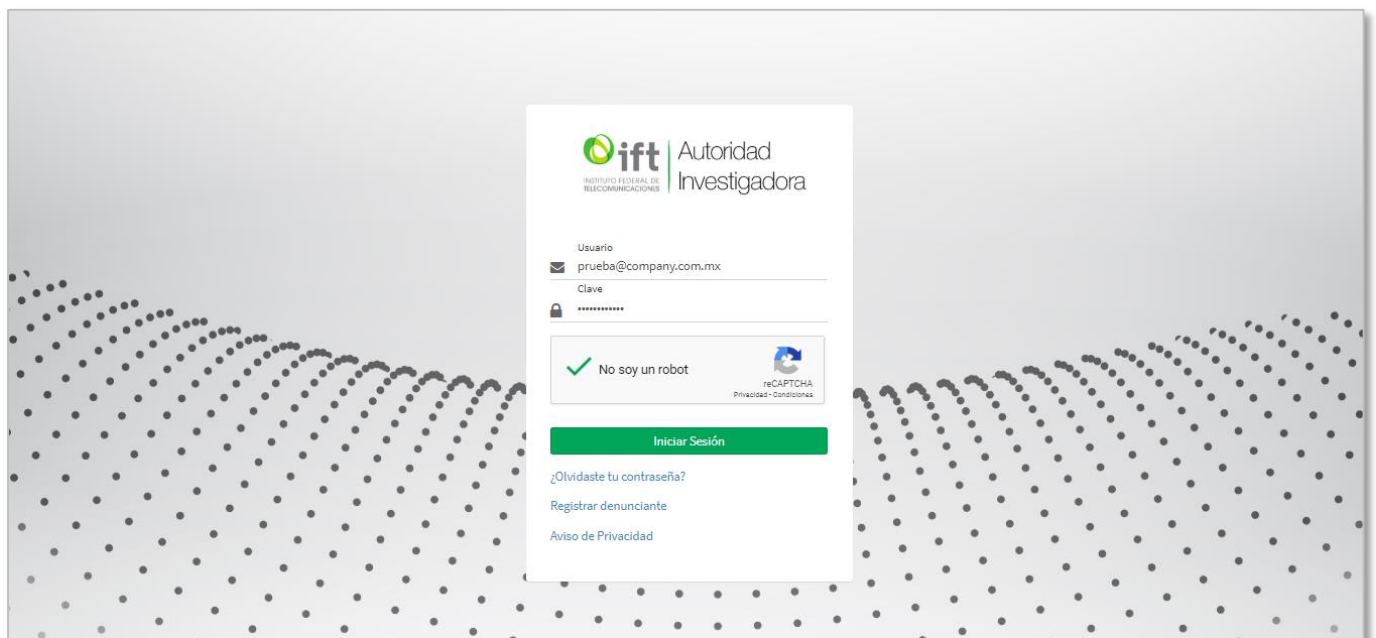 ift
INSTITUTO FEDERAL DE
TELECOMUNICACIONES
Autoridad
Investigadora
Usuario
prueba@company.com.mx
Clave
••••••••••••
No soy un robot
reCAPTCHA
Privacidad - Condiciones
Iniciar Sesión
¿Olvidaste tu contraseña?
Registrar denunciante
Aviso de Privacidad